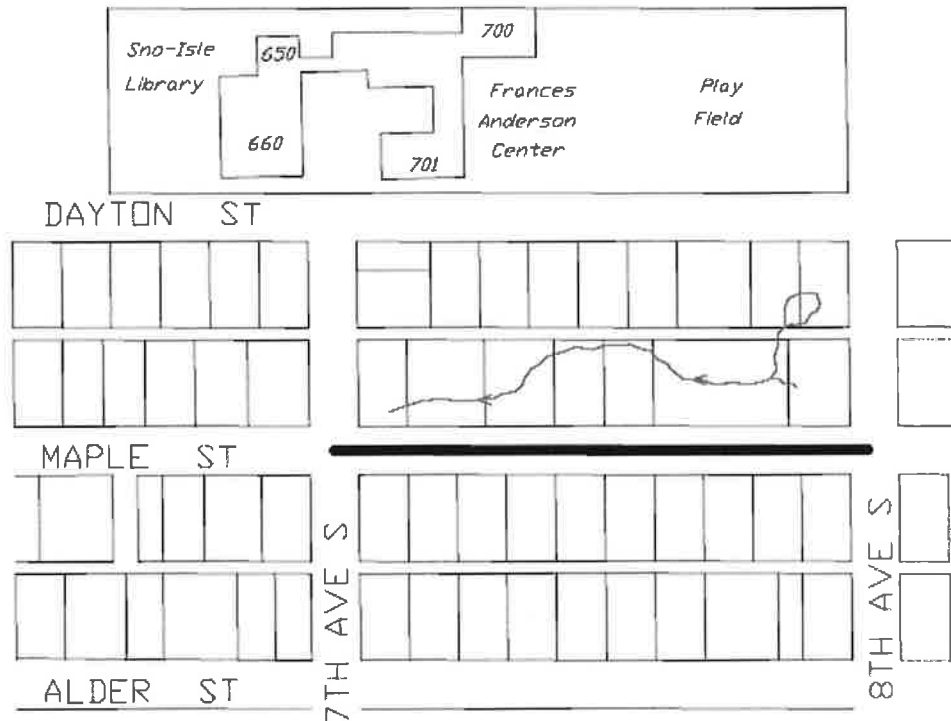 700
Sno-Isle
650
Library
Frances
Play
Anderson
Field
660
Center
701
DAYTON ST
MAPLE ST
7TH AVE S
8TH AVE S
ALDER ST